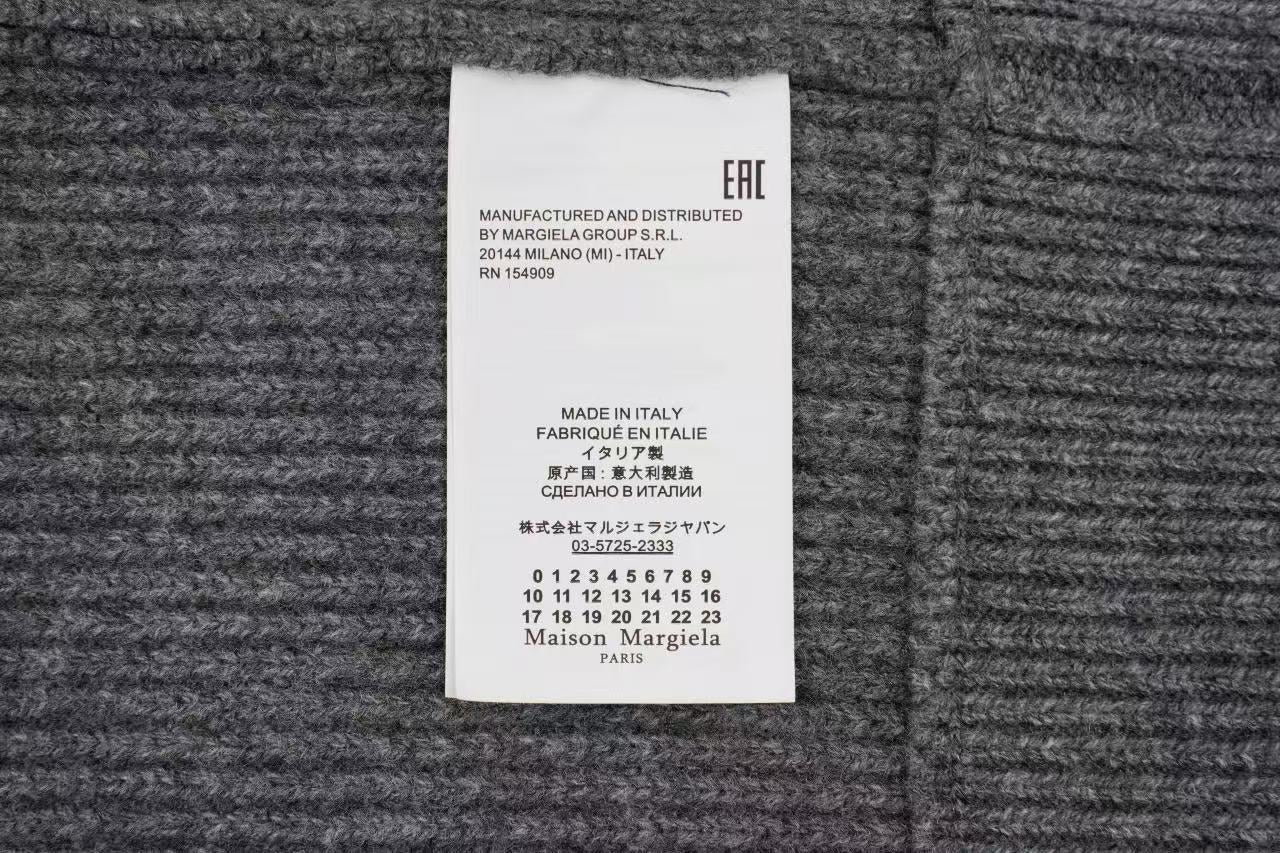 EAC
MANUFACTURED AND DISTRIBUTED
BY MARGIELA GROUP S.R.L.
20144 MILANO (MI) - ITALY
RN 154909
MADE IN ITALY
FABRIQUÉ EN ITALIE
イタリア製
原产国 : 意大利製造
СДЕЛАНО В ИТАЛИИ
株式会社マルジェラジヤパン
03-5725-2333
0 1 2 3 4 5 6 7 8 9
10 11 12 13 14 15 16
17 18 19 20 21 22 23
Maison Margiela
PARIS